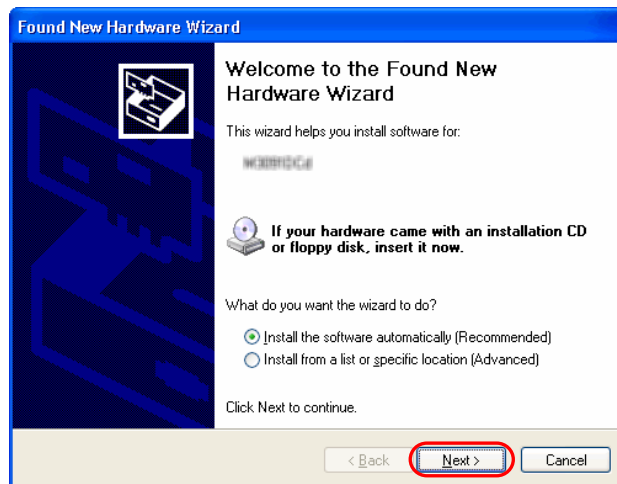 Found New Hardware Wizard
Welcome to the Found New
Hardware Wizard
This wizard helps you install software for:
If your hardware came with an installation CD
or floppy disk, insert it now.
What do you want the wizard to do?
Install the software automatically (Recommended)
Install from a list or specific location (Advanced)
Click Next to continue.
< Back
Next >
Cancel